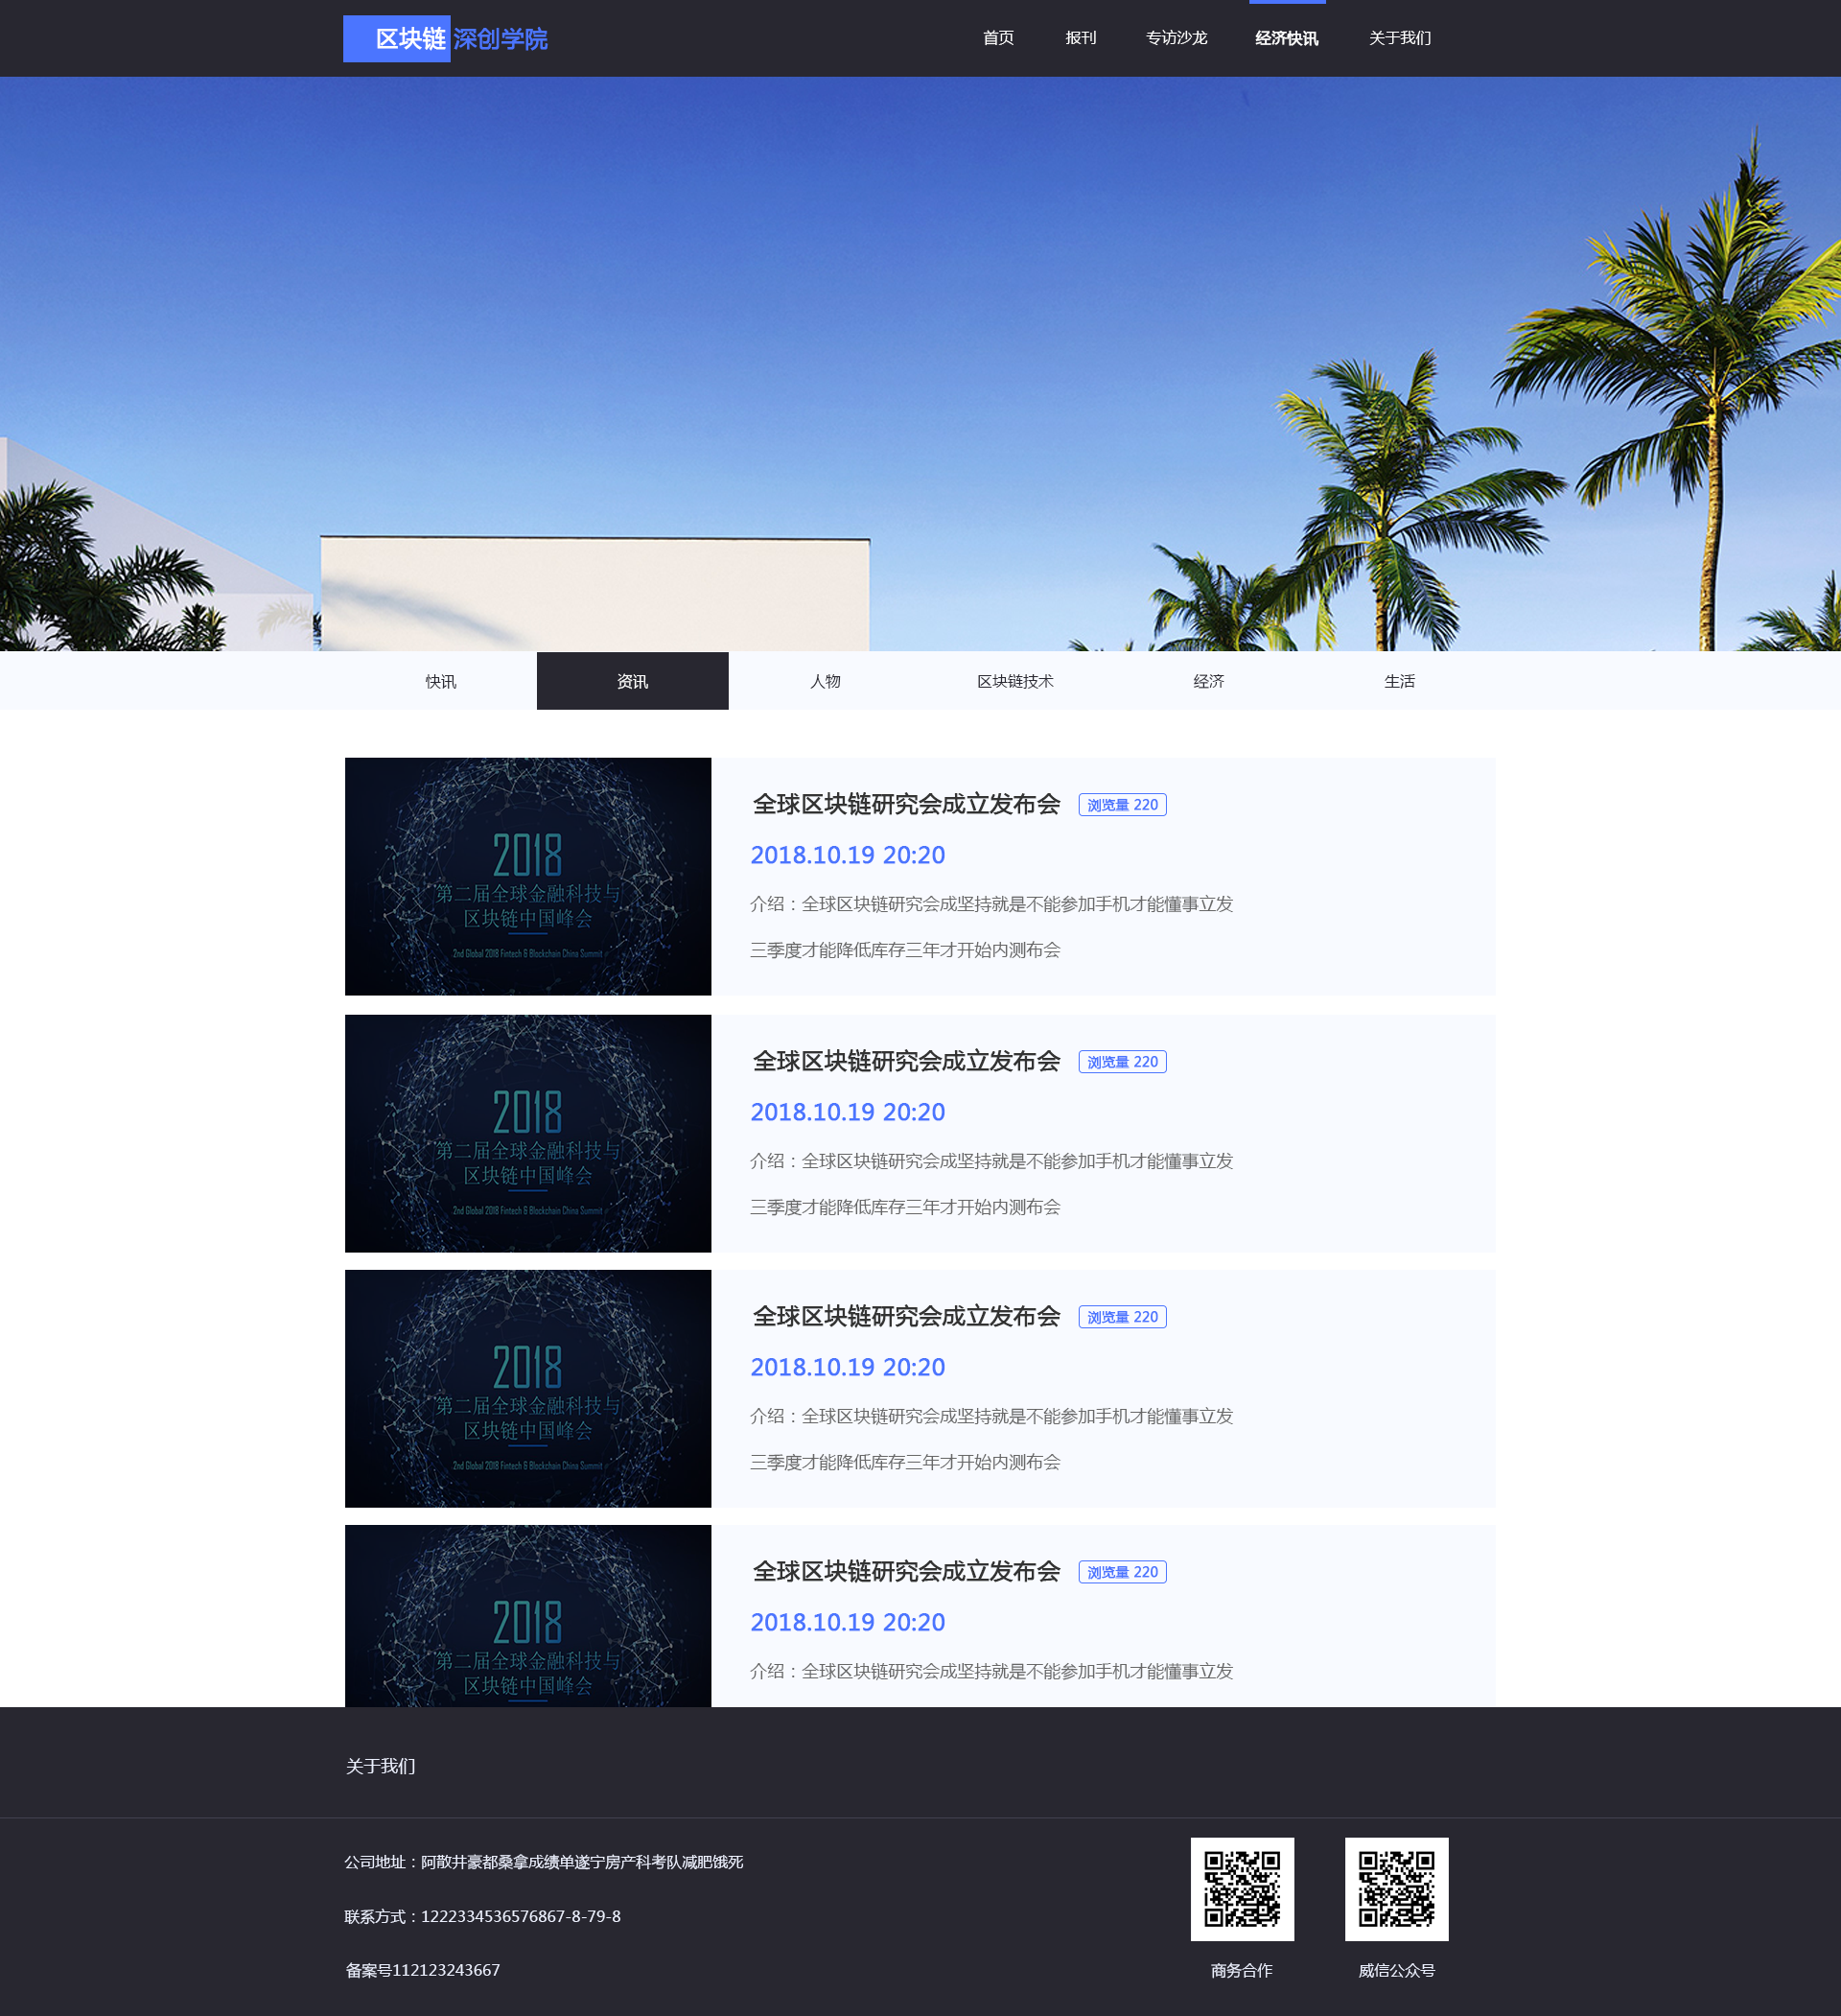 区块链 深创学院
首页 报刊 专访沙龙 经济快讯 关于我们
快讯 资讯 人物 区块链技术 经济 生活
2018
第二届全球金融科技与
区块链中国峰会
2nd Global 2018 Fintech & Blockchain China Summit
全球区块链研究会成立发布会 浏览量 220
2018.10.19 20:20
介绍：全球区块链研究会成坚持就是不能参加手机才能懂事立发
三季度才能降低库存三年才开始内测布会
2018
第二届全球金融科技与
区块链中国峰会
2nd Global 2018 Fintech & Blockchain China Summit
全球区块链研究会成立发布会 浏览量 220
2018.10.19 20:20
介绍：全球区块链研究会成坚持就是不能参加手机才能懂事立发
三季度才能降低库存三年才开始内测布会
2018
第二届全球金融科技与
区块链中国峰会
2nd Global 2018 Fintech & Blockchain China Summit
全球区块链研究会成立发布会 浏览量 220
2018.10.19 20:20
介绍：全球区块链研究会成坚持就是不能参加手机才能懂事立发
三季度才能降低库存三年才开始内测布会
2018
第二届全球金融科技与
区块链中国峰会
全球区块链研究会成立发布会 浏览量 220
2018.10.19 20:20
介绍：全球区块链研究会成坚持就是不能参加手机才能懂事立发
关于我们
公司地址：阿散井豪都桑拿成绩单遂宁房产科考队减肥饿死
联系方式：1222334536576867-8-79-8
备案号112123243667
商务合作 威信公众号